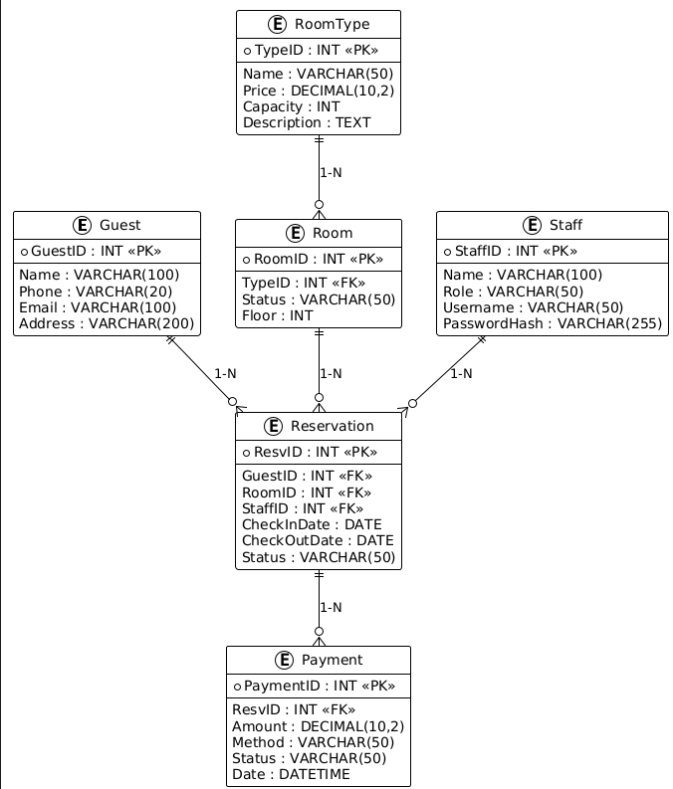 E RoomType
TypeID : INT «PK»
Name : VARCHAR(50)
Price : DECIMAL(10,2)
Capacity : INT
Description : TEXT
1-N
E Guest
GuestID : INT «PK»
Name : VARCHAR(100)
Phone : VARCHAR(20)
Email : VARCHAR(100)
Address : VARCHAR(200)
E Room
RoomID : INT «PK»
TypeID : INT «FK»
Status : VARCHAR(50)
Floor : INT
E Staff
StaffID : INT «PK»
Name : VARCHAR(100)
Role : VARCHAR(50)
Username : VARCHAR(50)
PasswordHash : VARCHAR(255)
1-N
1-N
1-N
E Reservation
ResvID : INT «PK»
GuestID : INT «FK»
RoomID : INT «FK»
StaffID : INT «FK»
CheckInDate : DATE
CheckOutDate : DATE
Status : VARCHAR(50)
1-N
E Payment
PaymentID : INT «PK»
ResvID : INT «FK»
Amount : DECIMAL(10,2)
Method : VARCHAR(50)
Status : VARCHAR(50)
Date : DATETIME